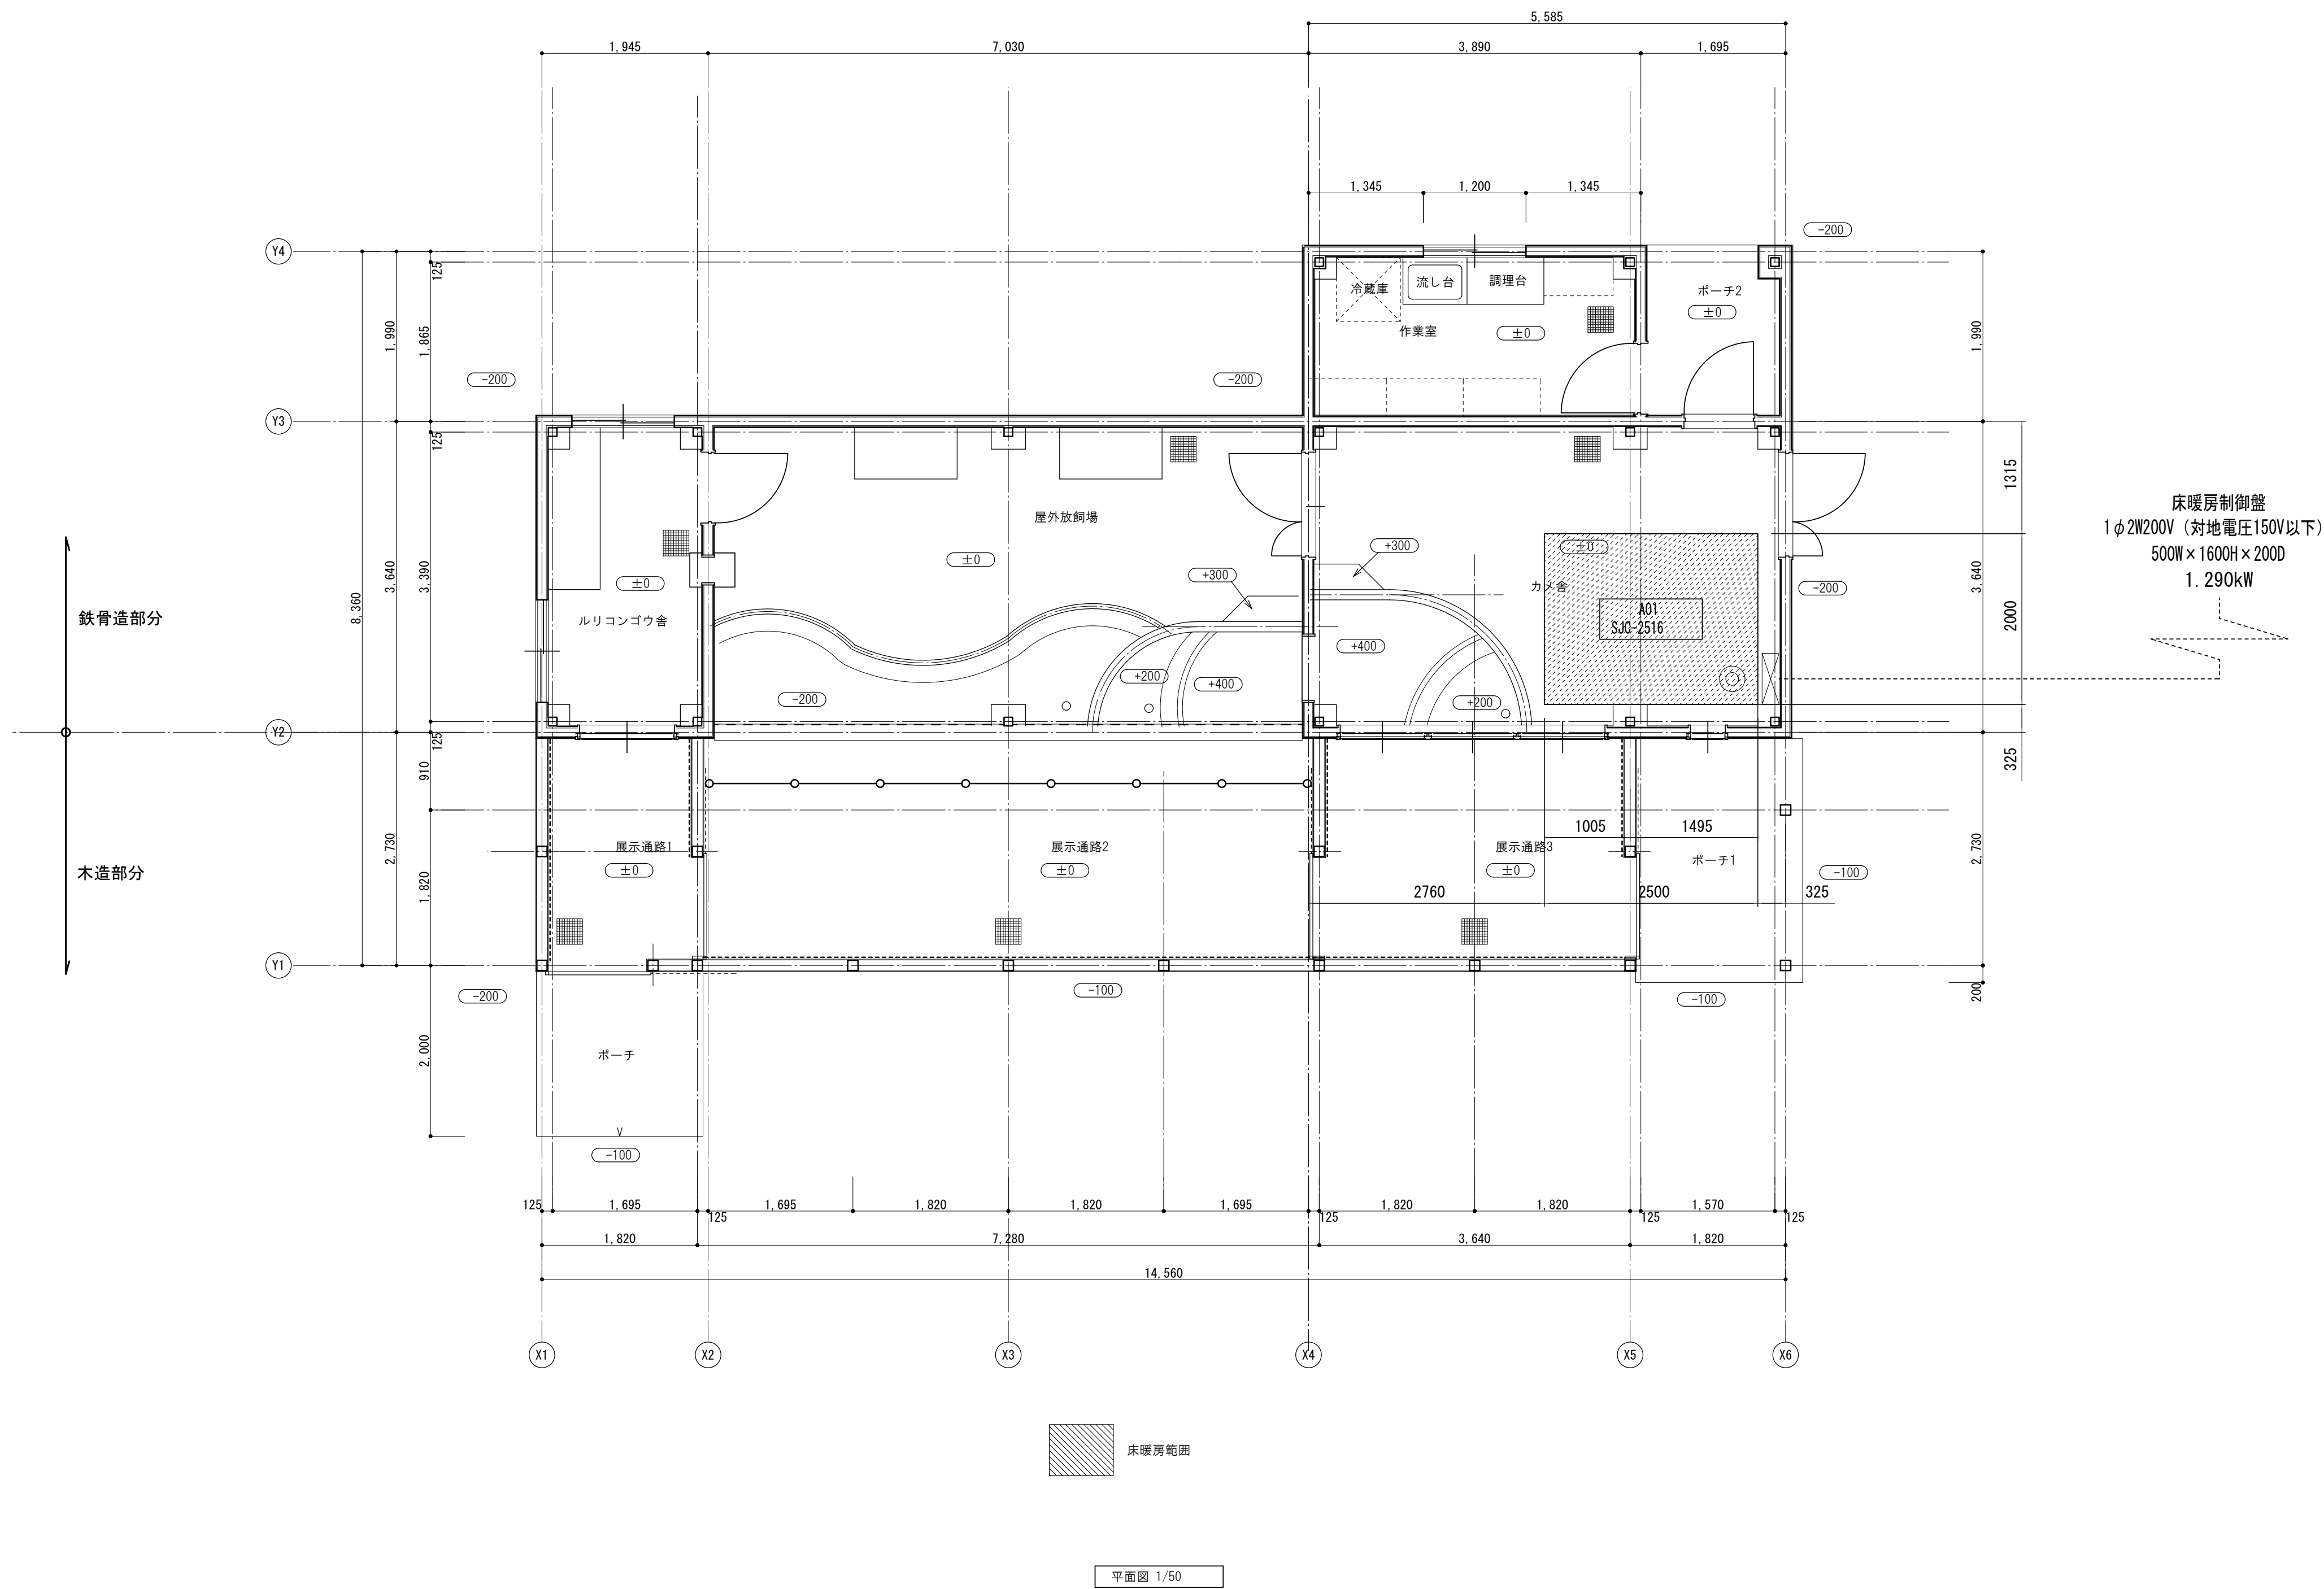 5,585
1,945
7,030
3,890
1,695
1,345
1,200
1,345
-200
Y4
125
冷蔵庫
流し台
調理台
ポーチ2
±0
作業室
±0
1,990
1,865
1,990
-200
-200
Y3
125
1315
床暖房制御盤
1φ2W200V（対地電圧150V以下）
500W×1600H×200D
1.290kW
屋外放飼場
±0
+300
+300
±0
カメ舎
A01
SJC-2516
±0
ルリコンゴウ舎
8,360
3,640
3,390
3,640
2000
-200
鉄骨造部分
+400
+200
+400
-200
+200
Y2
125
910
325
1005
1495
展示通路1
±0
展示通路2
±0
展示通路3
±0
ポーチ1
-100
2,730
1,820
2,730
木造部分
2760
2500
325
Y1
-200
-100
-100
200
2,000
ポーチ
V
-100
125
1,695
125
1,695
1,820
1,820
1,695
125
1,820
1,820
125
1,570
125
1,820
7,280
3,640
1,820
14,560
X1
X2
X3
X4
X5
X6
床暖房範囲
平面図 1/50